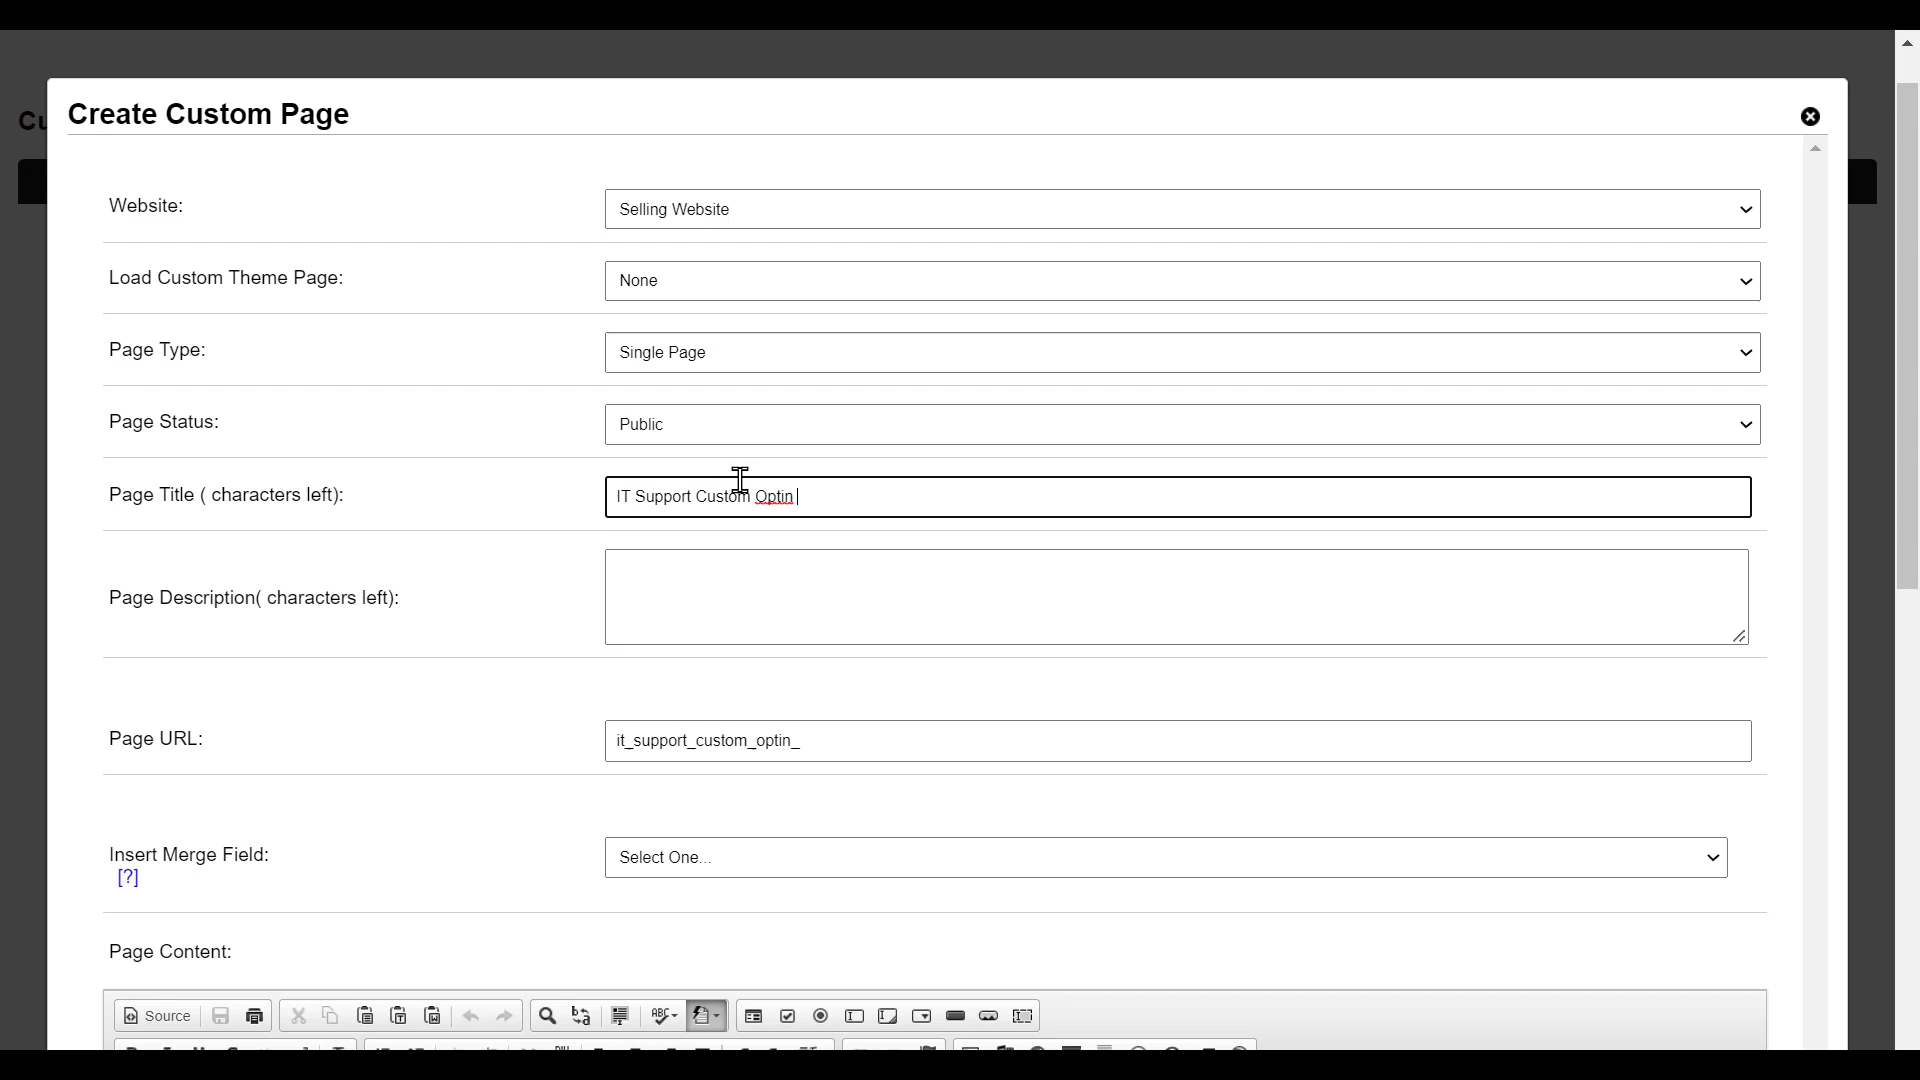 Cu
Create Custom Page
Website:
Selling Website
Load Custom Theme Page:
None
Page Type:
Single Page
Page Status:
Public
Page Title ( characters left):
IT Support Custom Optin
Page Description( characters left):
Page URL:
it_support_custom_optin_
Insert Merge Field:
Select One...
[?]
Page Content:
Source